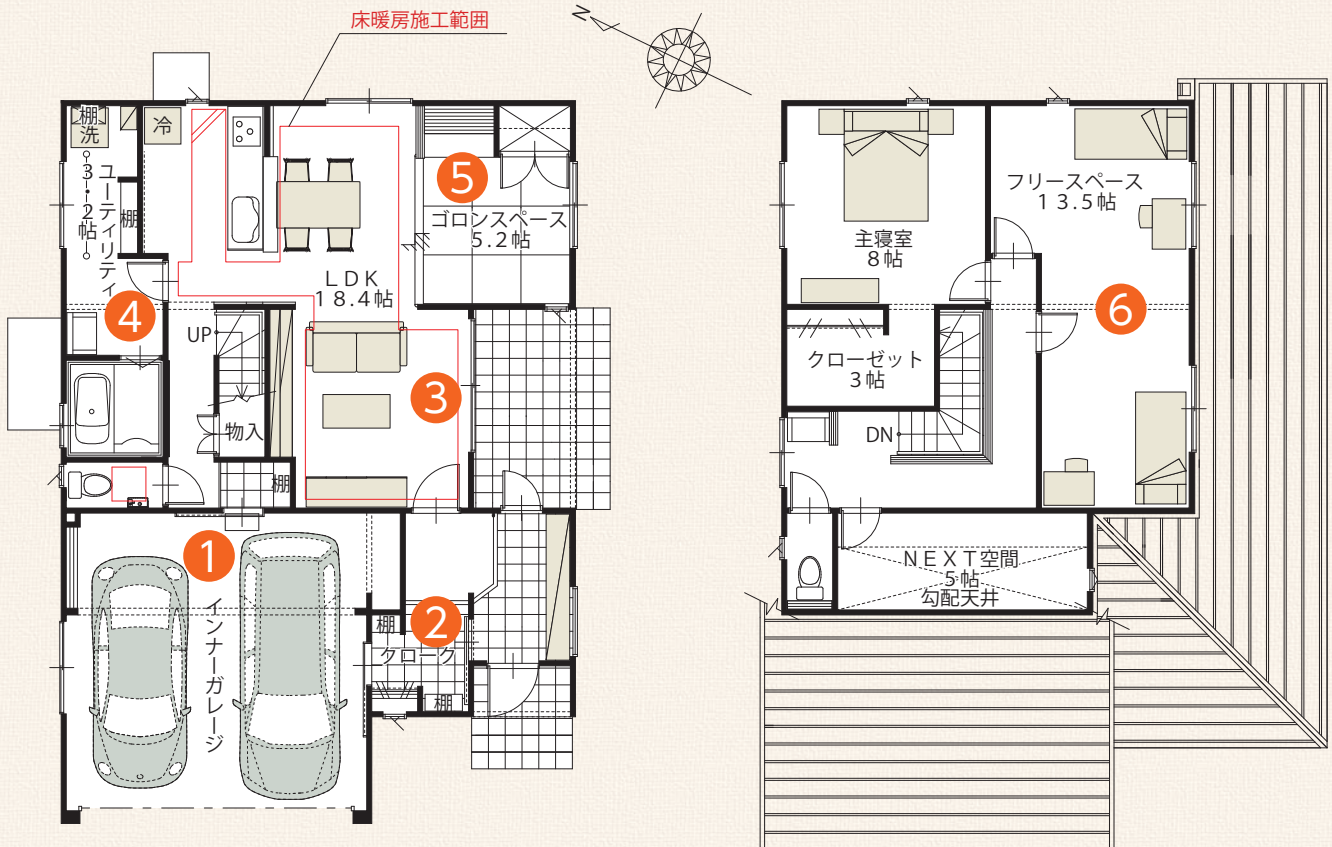 床暖房施工範囲
N
棚
洗
冷
ユーティリティ
3.2帖
棚
5
ゴロンスペース
5.2帖
LDK
18.4帖
4
UP
3
物入
棚
1
インナーガレージ
2
棚
クローク
棚
主寝室
8帖
フリースペース
13.5帖
6
クローゼット
3帖
DN
NEXT空間
5帖
勾配天井